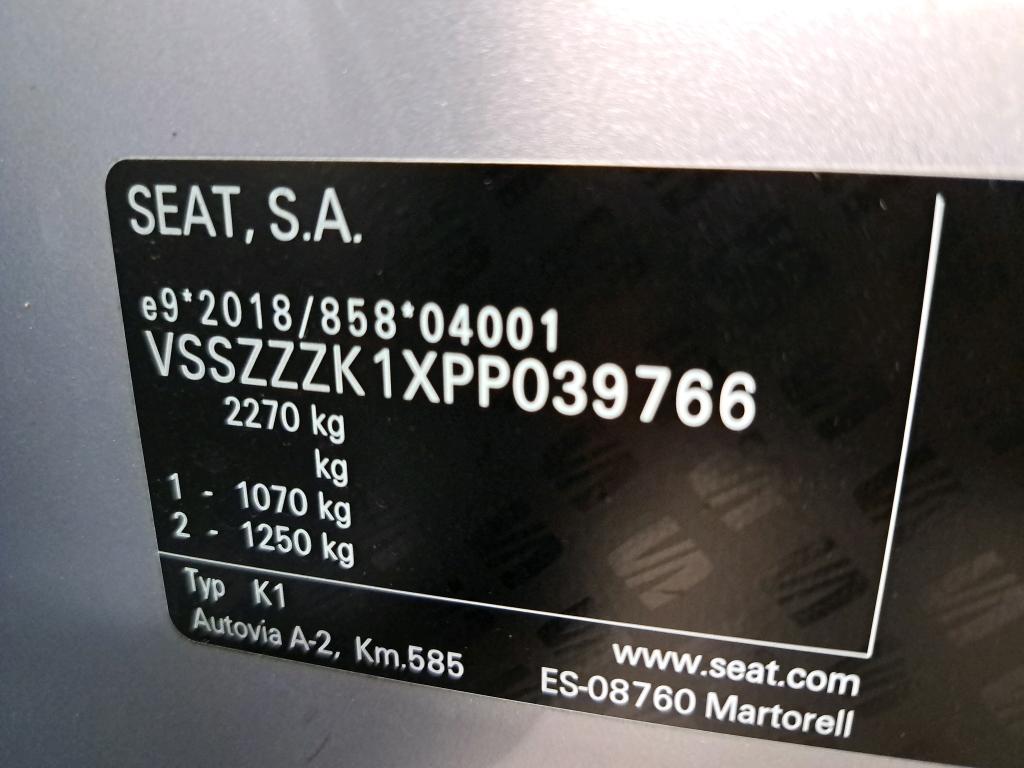 SEAT, S.A.
e9*2018/858*04001
VSSZZZK1XPP039766
2270 kg
kg
1 - 1070 kg
2 - 1250 kg
Typ K1
Autovia A-2, Km.585
www.seat.com
ES-08760 Martorell